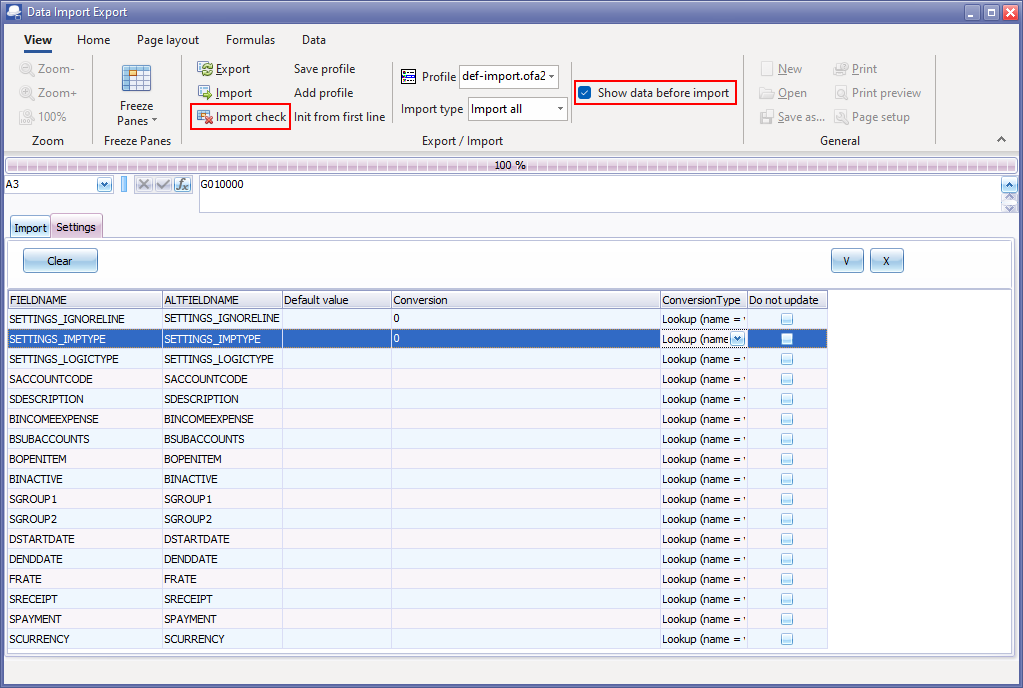 Data Import Export
View Home Page layout Formulas Data
Zoom-
Zoom+
100%
Zoom
Freeze
Panes
Freeze Panes
Export
Import
Import check
Save profile
Add profile
Init from first line
Profile def-import.ofa2
Import type Import all
Show data before import
Export / Import
New
Open
Save as...
Print
Print preview
Page setup
General
100 %
A3 fx G010000
Import Settings
Clear V X
FIELDNAME ALTFIELDNAME Default value Conversion ConversionType Do not update
SETTINGS_IGNORELINE SETTINGS_IGNORELINE 0 Lookup (name =
SETTINGS_IMPTYPE SETTINGS_IMPTYPE 0 Lookup (name
SETTINGS_LOGICTYPE SETTINGS_LOGICTYPE Lookup (name =
SACCOUNTCODE SACCOUNTCODE Lookup (name =
SDESCRIPTION SDESCRIPTION Lookup (name =
BINCOMEEXPENSE BINCOMEEXPENSE Lookup (name =
BSUBACCOUNTS BSUBACCOUNTS Lookup (name =
BOPENITEM BOPENITEM Lookup (name =
BINACTIVE BINACTIVE Lookup (name =
SGROUP1 SGROUP1 Lookup (name =
SGROUP2 SGROUP2 Lookup (name =
DSTARTDATE DSTARTDATE Lookup (name =
DENDDATE DENDDATE Lookup (name =
FRATE FRATE Lookup (name =
SRECEIPT SRECEIPT Lookup (name =
SPAYMENT SPAYMENT Lookup (name =
SCURRENCY SCURRENCY Lookup (name =